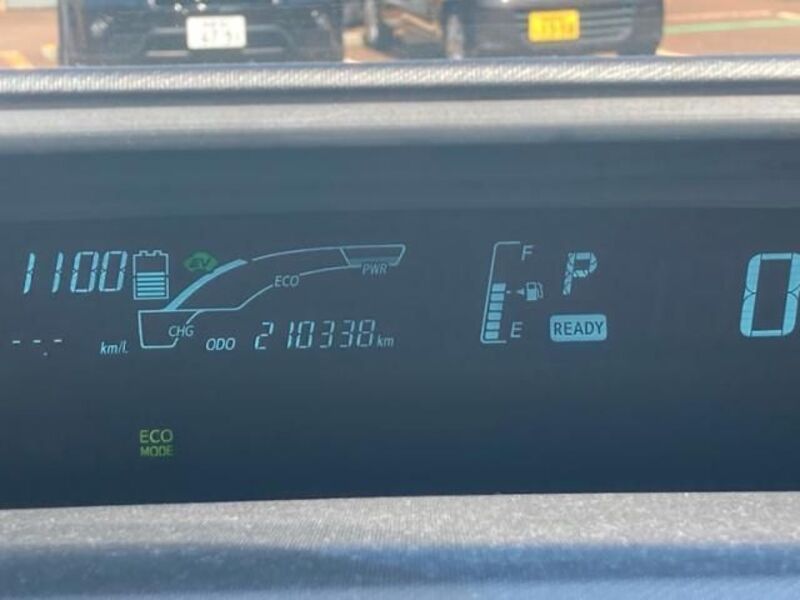 1100
EV
ECO
PWR
CHG
-- -.- km/L
ODO 210338 km
F
E
P
READY
0
ECO
MODE